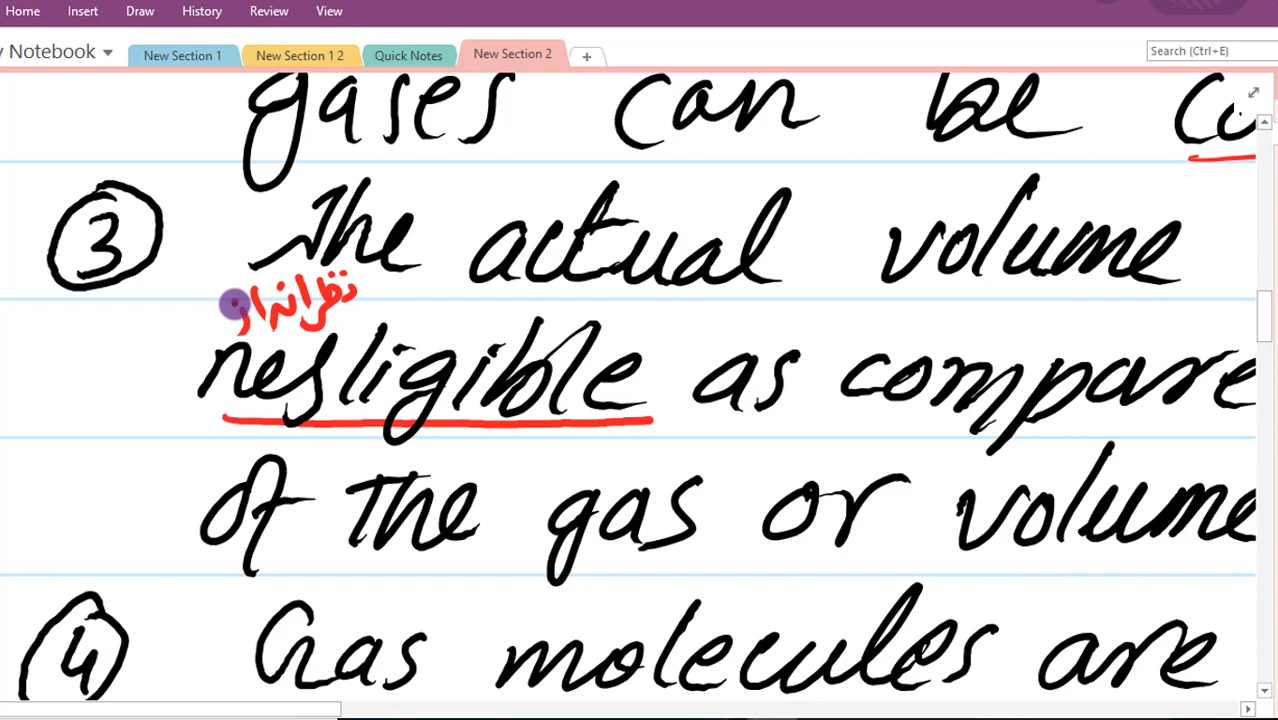 Home Insert Draw History Review View
y Notebook New Section 1 New Section 1 2 Quick Notes New Section 2 + Search (Ctrl+E)
gases can be
3 The actual volume
نظرانداز
negligible as compare
of the gas or volume
4 Gas molecules are